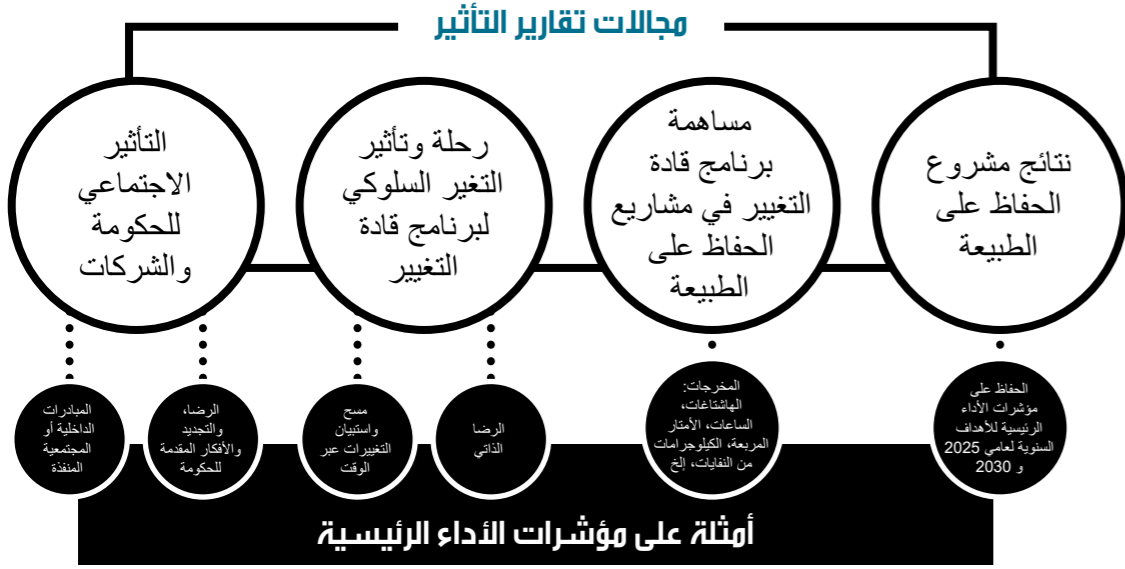 مجالات تقارير التأثير
نتائج مشروع
الحفاظ على
الطبيعة
مساهمة
برنامج قادة
التغيير في مشاريع
الحفاظ على
الطبيعة
رحلة وتأثير
التغير السلوكي
لبرنامج قادة
التغيير
التأثير
الاجتماعي
للحكومة
والشركات
الحفاظ على
مؤشرات الأداء
الرئيسية للأهداف
السنوية لعامي 2025
و 2030
المخرجات:
الهاشتاغات،
الساعات، الأمتار
المربعة، الكيلوجرامات
من النفايات، إلخ
الرضا
الذاتي
مسح
واستبيان
التغييرات عبر
الوقت
الرضا،
والتجديد
والأفكار المقدمة
للحكومة
المبادرات
الداخلية أو
المجتمعية
المنفذة
أمثلة على مؤشرات الأداء الرئيسية